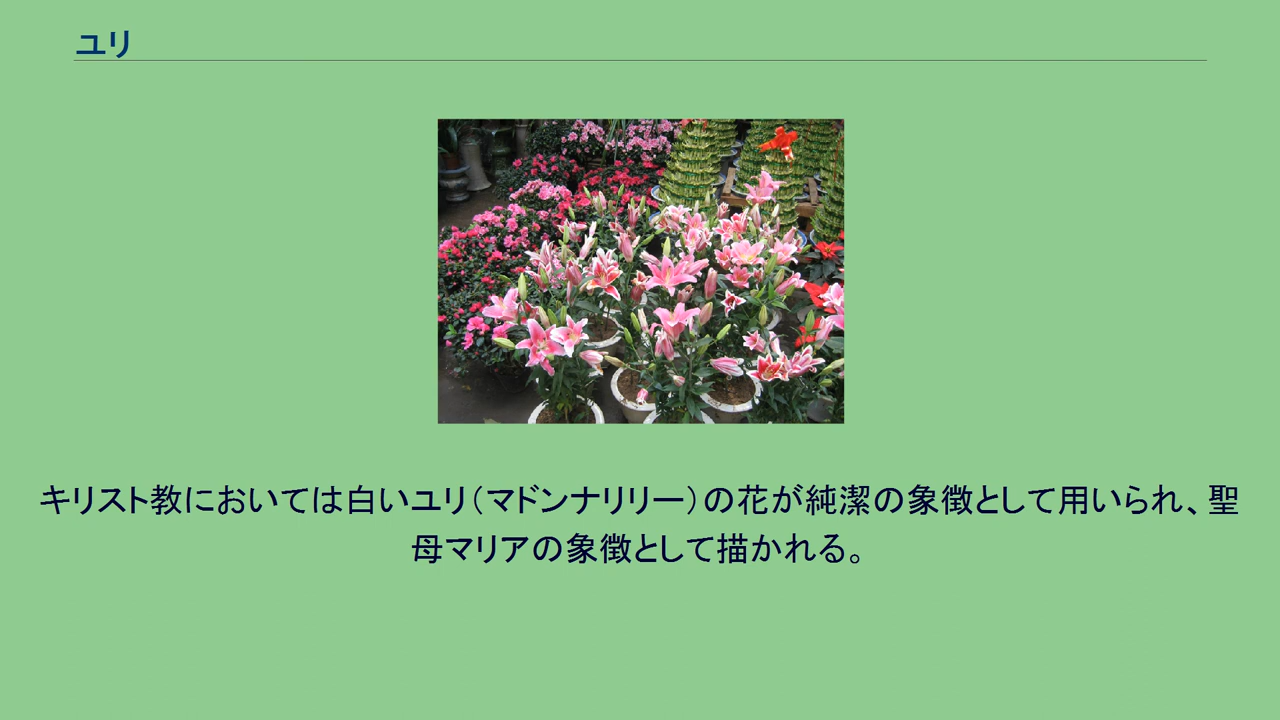 ユリ
キリスト教においては白いユリ（マドンナリリー）の花が純潔の象徴として用いられ、聖
母マリアの象徴として描かれる。